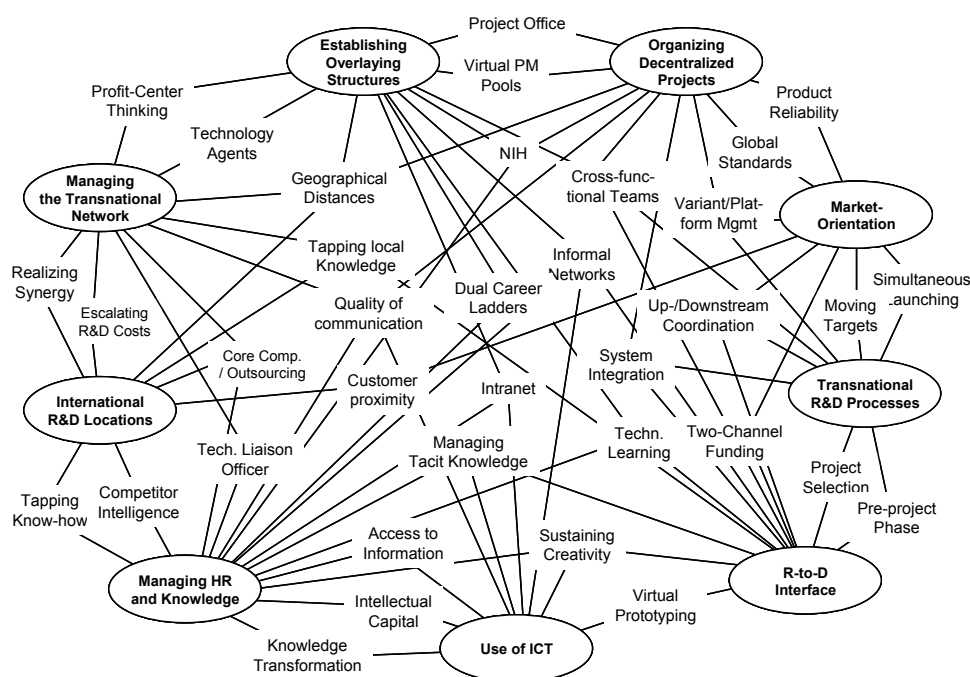 Project Office
Establishing
Overlaying
Structures
Organizing
Decentralized
Projects
Virtual PM
Pools
Profit-Center
Thinking
Product
Reliability
Technology
Agents
NIH
Global
Standards
Managing
the Transnational
Network
Geographical
Distances
Cross-func-
tional Teams
Variant/Plat-
form Mgmt
Market-
Orientation
Tapping local
Knowledge
Informal
Networks
Realizing
Synergy
Escalating
R&D Costs
Quality of
communication
Dual Career
Ladders
Up-/Downstream
Coordination
Moving
Targets
Simultaneous
Launching
Core Comp.
/ Outsourcing
System
Integration
International
R&D Locations
Customer
proximity
Intranet
Transnational
R&D Processes
Tech. Liaison
Officer
Managing
Tacit Knowledge
Techn.
Learning
Two-Channel
Funding
Project
Selection
Tapping
Know-how
Competitor
Intelligence
Pre-project
Phase
Access to
Information
Sustaining
Creativity
Managing HR
and Knowledge
R-to-D
Interface
Intellectual
Capital
Virtual
Prototyping
Knowledge
Transformation
Use of ICT